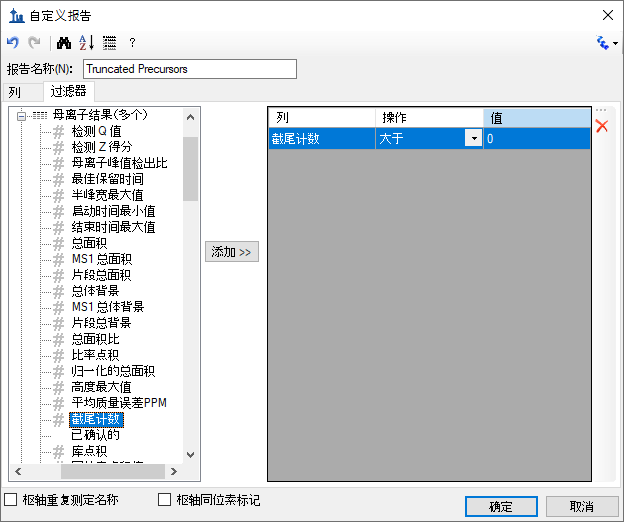 自定义报告
?
报告名称(N):
Truncated Precursors
列
过滤器
母离子结果(多个)
检测 Q 值
检测 Z 得分
母离子峰值检出比
最佳保留时间
半峰宽最大值
启动时间最小值
结束时间最大值
总面积
MS1 总面积
片段总面积
总体背景
MS1 总体背景
片段总背景
总面积比
比率点积
归一化的总面积
高度最大值
平均质量误差PPM
截尾计数
已确认的
库点积
添加 >>
列 操作 值
截尾计数 大于 0
枢轴重复测定名称
枢轴同位素标记
确定
取消